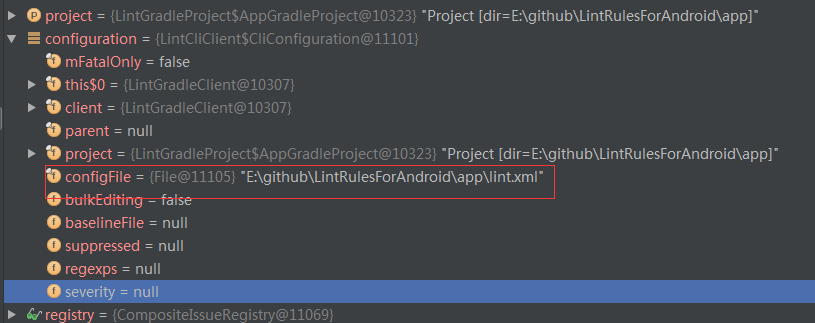 project = {LintGradleProject$AppGradleProject@10323} "Project [dir=E:\github\LintRulesForAndroid\app]"
configuration = {LintCliClient$CliConfiguration@11101}
mFatalOnly = false
this$0 = {LintGradleClient@10307}
client = {LintGradleClient@10307}
parent = null
project = {LintGradleProject$AppGradleProject@10323} "Project [dir=E:\github\LintRulesForAndroid\app]"
configFile = {File@11105} "E:\github\LintRulesForAndroid\app\lint.xml"
bulkEditing = false
baselineFile = null
suppressed = null
regexps = null
severity = null
registry = {CompositeIssueRegistry@11069}